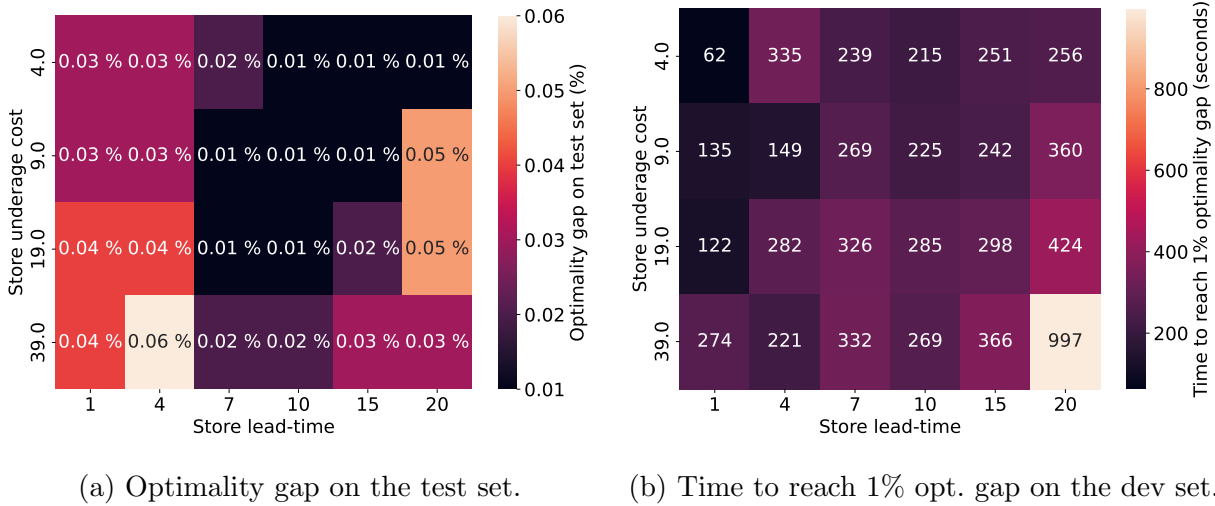 4.0 0.03 % 0.03 % 0.02 % 0.01 % 0.01 % 0.01 %
9.0 0.03 % 0.03 % 0.01 % 0.01 % 0.01 % 0.05 %
19.0 0.04 % 0.04 % 0.01 % 0.01 % 0.02 % 0.05 %
39.0 0.04 % 0.06 % 0.02 % 0.02 % 0.03 % 0.03 %
1 4 7 10 15 20
Store lead-time
Store underage cost
0.06
0.05
0.04
0.03
0.02
0.01
Optimality gap on test set (%)
(a) Optimality gap on the test set.
4.0 62 335 239 215 251 256
9.0 135 149 269 225 242 360
19.0 122 282 326 285 298 424
39.0 274 221 332 269 366 997
1 4 7 10 15 20
Store lead-time
Store underage cost
800
600
400
200
Time to reach 1% optimality gap (seconds)
(b) Time to reach 1% opt. gap on the dev set.